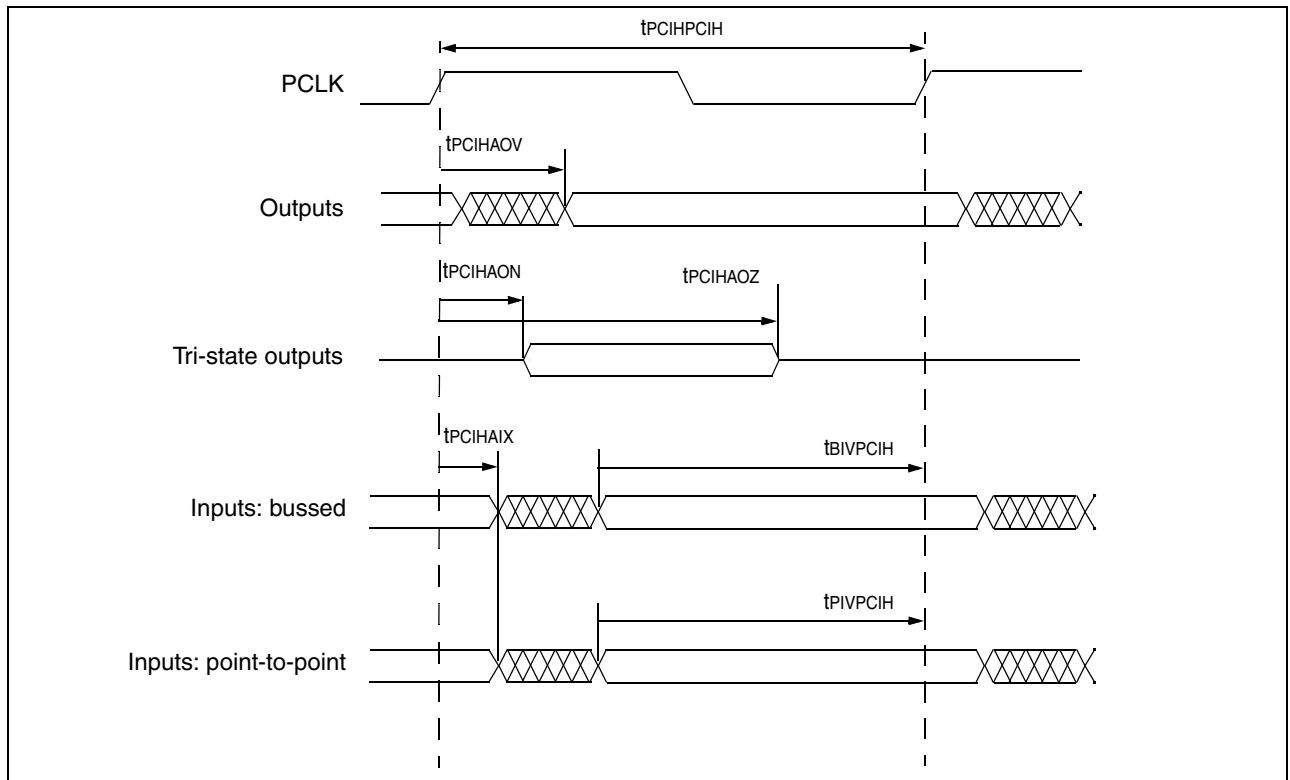 tPCIHPCIH
PCLK
tPCIHAOV
Outputs
tPCIHAON
tPCIHAOZ
Tri-state outputs
tPCIHAIX
tBIVPCIH
Inputs: bussed
tPIVPCIH
Inputs: point-to-point